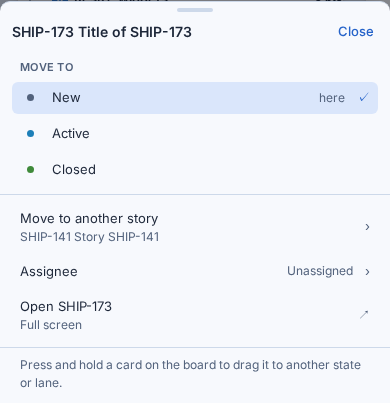 SHIP-173 Title of SHIP-173
Close
MOVE TO
New
here ✓
Active
Closed
Move to another story
SHIP-141 Story SHIP-141
›
Assignee
Unassigned ›
Open SHIP-173
Full screen
↗
Press and hold a card on the board to drag it to another state
or lane.